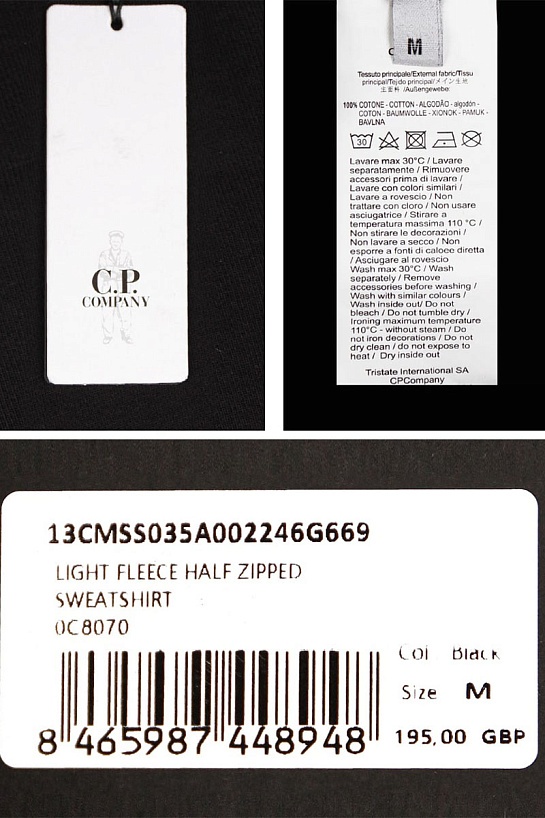 C.P.
COMPANY
M
Tessuto principale/External fabric/Tissu
principal/Tejido principal/メイン生地
主面料 /Außengewebe
100% COTONE - COTTON - ALGODÃO - algodón -
COTON - BAUMWOLLE - ΧΙΟΝΟΚ - PAMUK -
BAVLNA
30
Lavare max 30°C / Lavare
separatamente / Rimuovere
accessori prima di lavare /
Lavare con colori similari /
Lavare a rovescio / Non
trattare con cloro / Non usare
asciugatrice / Stirare a
temperatura massima 110 °C /
Non stirare le decorazioni /
Non lavare a secco / Non
esporre a fonti di caloee diretta
/ Asciugare al rovescio
Wash max 30°C / Wash
separately / Remove
accessories before washing /
Wash with similar colours /
Wash inside out/ Do not
bleach / Do not tumble dry /
Ironing maximum temperature
110°C - without steam / Do
not iron decorations / Do not
dry clean / do not expose to
heat / Dry inside out
Tristate International SA
CPCompany
13CMSS035A002246G669
LIGHT FLEECE HALF ZIPPED
SWEATSHIRT
0C8070
Col Black
Size M
195,00 GBP
8 465987 448948